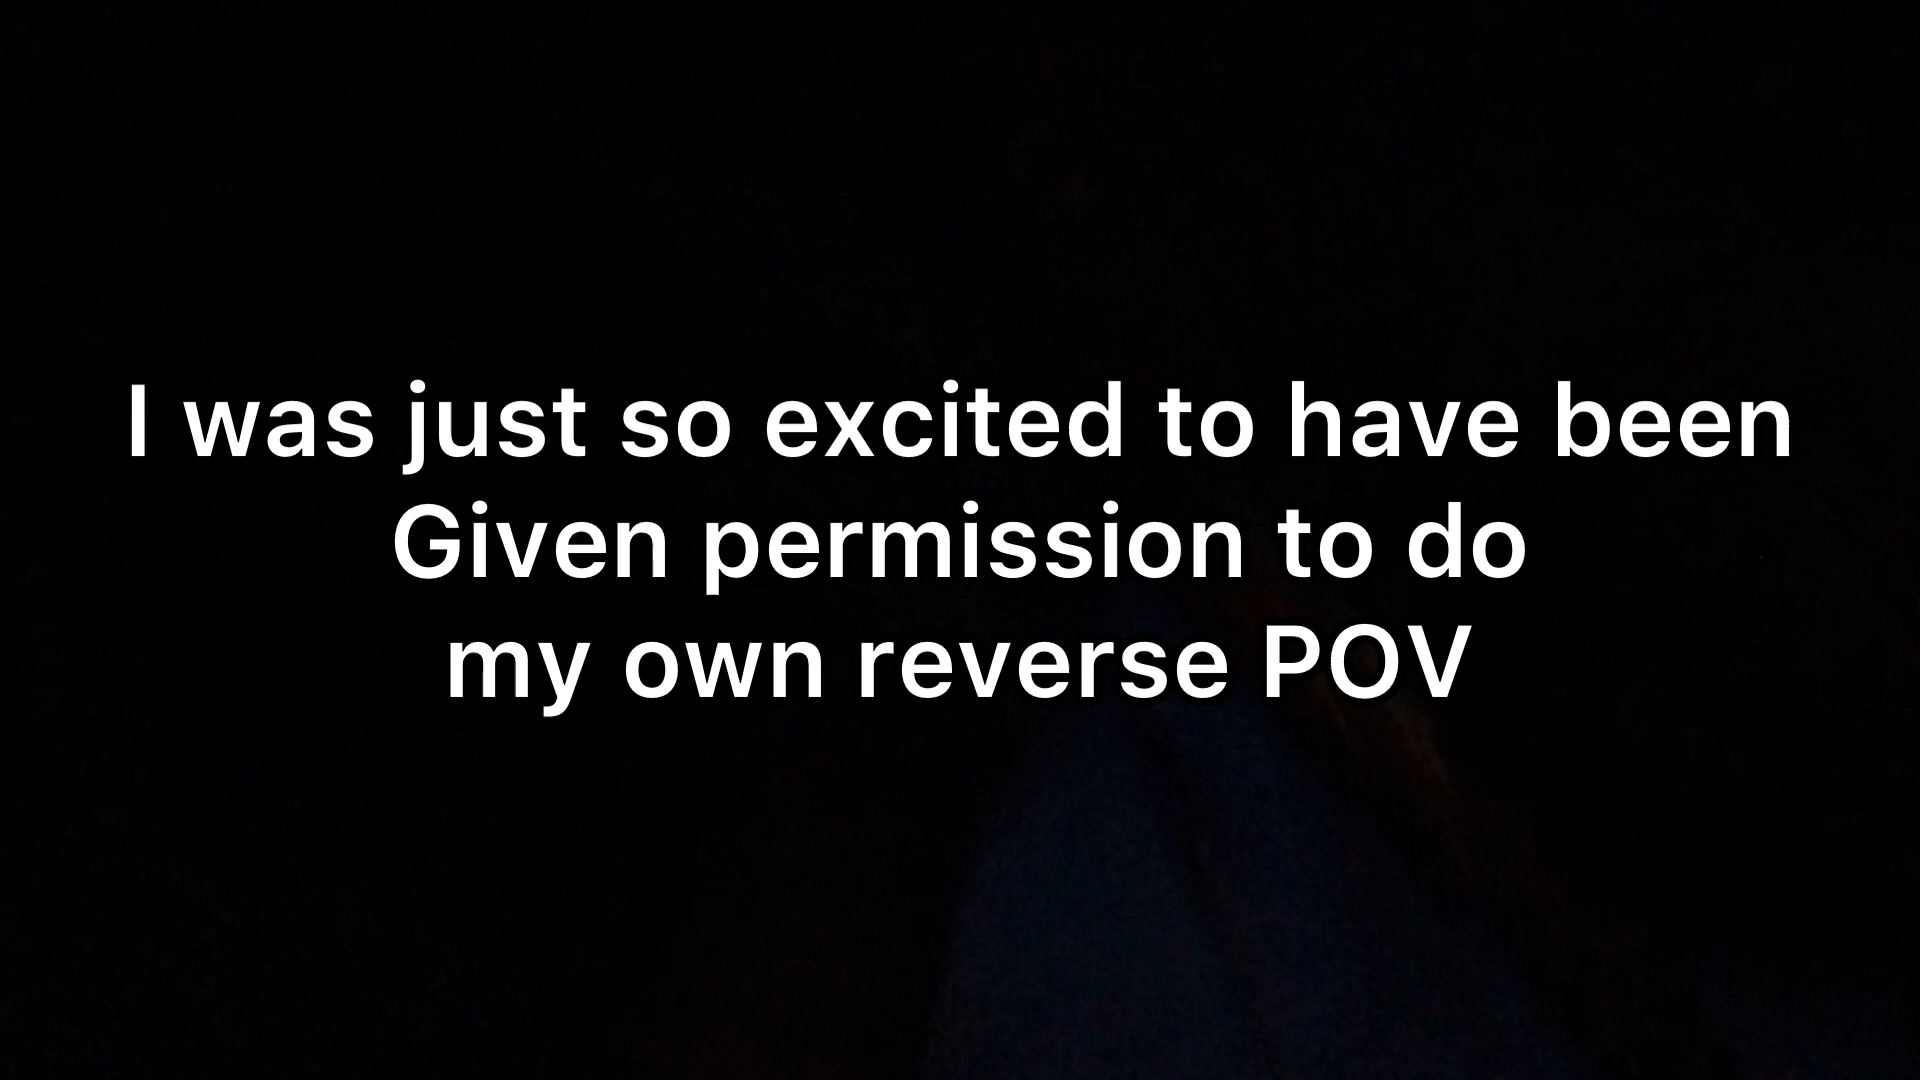 I was just so excited to have been
Given permission to do
my own reverse POV